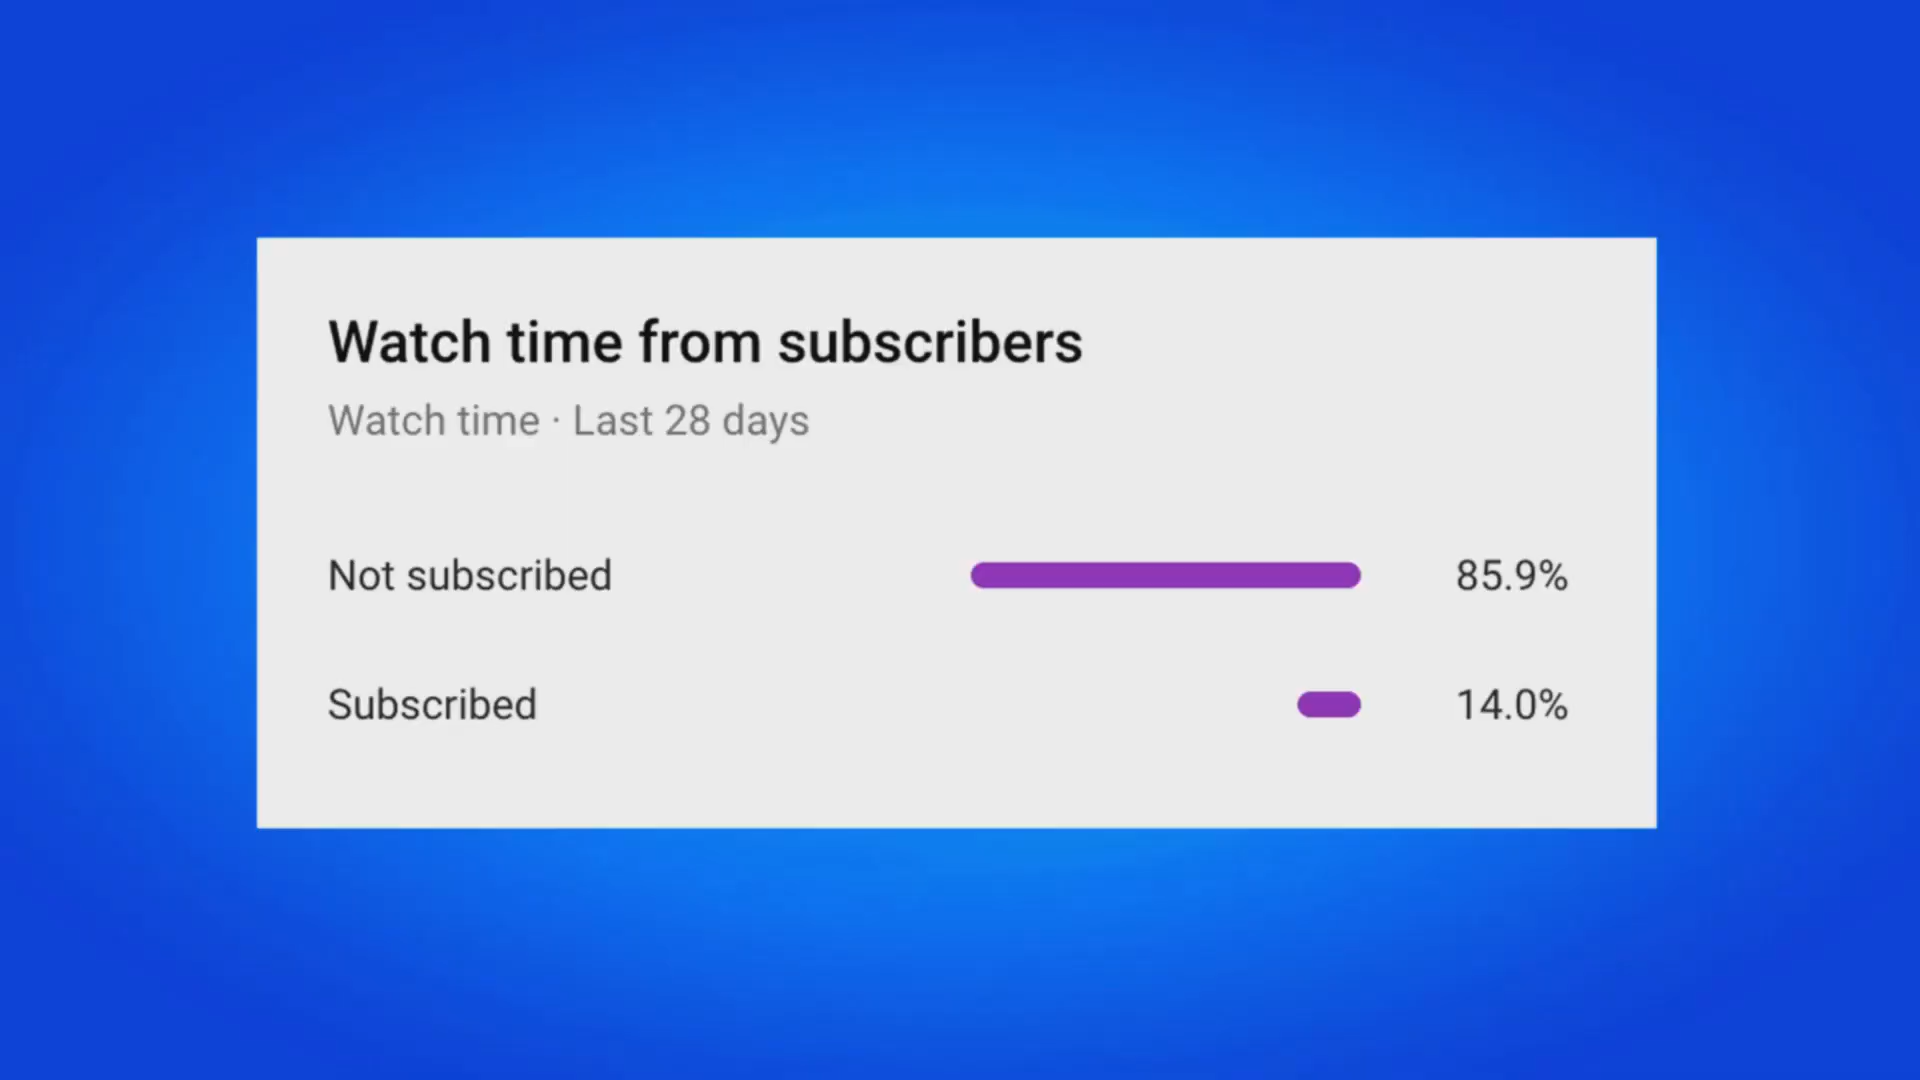 Watch time from subscribers
Watch time · Last 28 days
Not subscribed 85.9%
Subscribed 14.0%